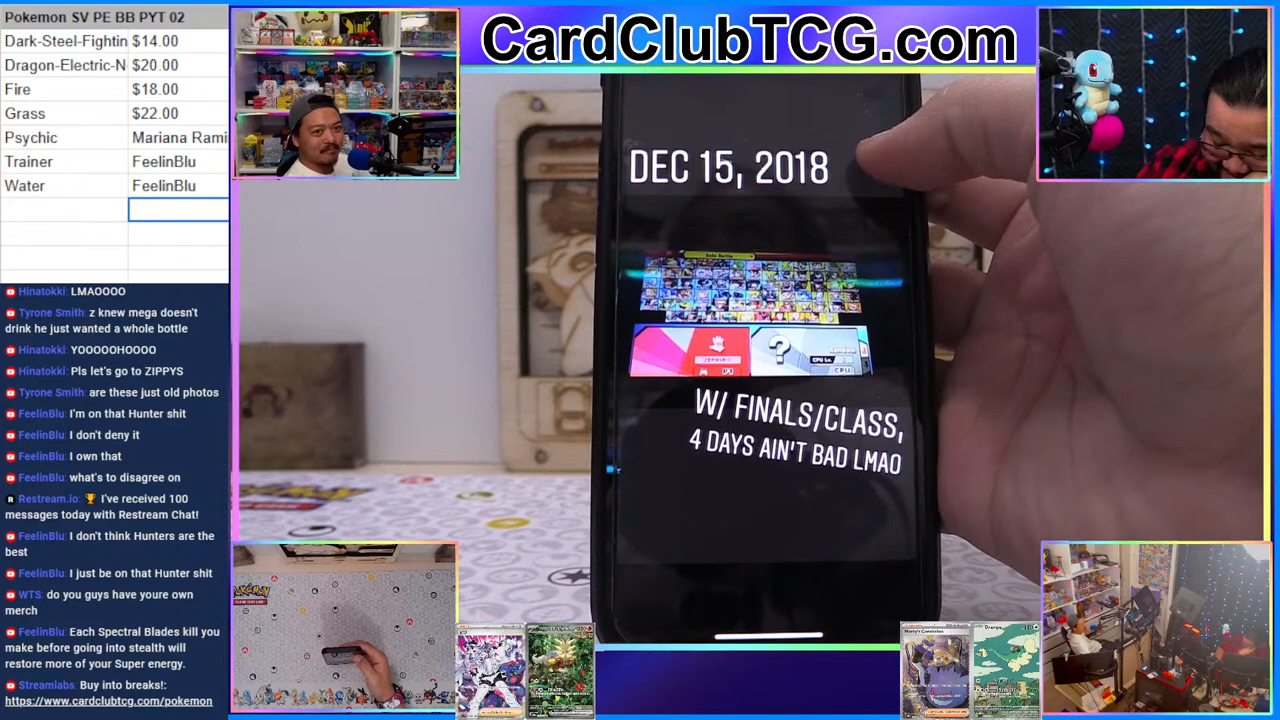 Pokemon SV PE BB PYT 02
Dark-Steel-Fightin $14.00
Dragon-Electric-N $20.00
Fire $18.00
Grass $22.00
Psychic Mariana Rami
Trainer FeelinBlu
Water FeelinBlu
Hinatokki: LMAOOOO
Tyrone Smith: z knew mega doesn't
drink he just wanted a whole bottle
Hinatokki: YOOOOOHOOOO
Hinatokki: Pls let's go to ZIPPYS
Tyrone Smith: are these just old photos
FeelinBlu: I'm on that Hunter shit
FeelinBlu: I don't deny it
FeelinBlu: I own that
FeelinBlu: what's to disagree on
Restream.io: 🏆 I've received 100
messages today with Restream Chat!
FeelinBlu: I don't think Hunters are the
best
FeelinBlu: I just be on that Hunter shit
WTS: do you guys have youre own
merch
FeelinBlu: Each Spectral Blades kill you
make before going into stealth will
restore more of your Super energy.
Streamlabs: Buy into breaks!:
https://www.cardclubtcg.com/pokemon
CardClubTCG.com
DEC 15, 2018
Solo Battle
ZEPHYRIO
CPU Lv.
CPU
W/ FINALS/CLASS,
4 DAYS AIN'T BAD LMAO
POKÉMON